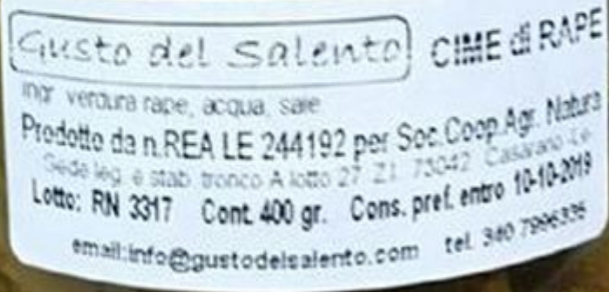 Gusto del Salento CIME di RAPE
ingr verdura rape, acqua, sale
Prodotto da n.REA LE 244192 per Soc.Coop.Agr. Natura
Sede leg. e stab. tronco A lotto 27 Z.I. 73042 Casarano -Le-
Lotto: RN 3317 Cont. 400 gr. Cons. pref. entro 10-10-2019
email:info@gustodelsalento.com tel. 340 7996335